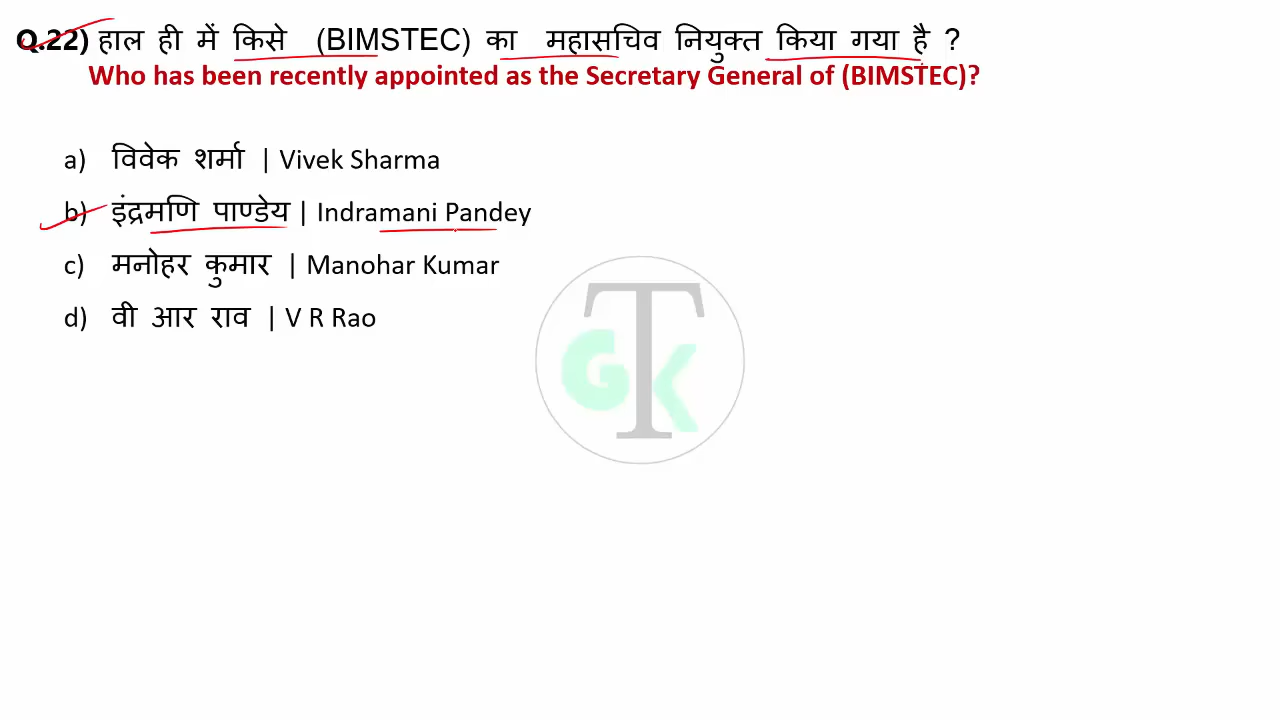 Q.22) हाल ही में किसे (BIMSTEC) का महासचिव नियुक्त किया गया है ?
Who has been recently appointed as the Secretary General of (BIMSTEC)?
a) विवेक शर्मा | Vivek Sharma
b) इंद्रमणि पाण्डेय | Indramani Pandey
c) मनोहर कुमार | Manohar Kumar
d) वी आर राव | V R Rao
GTK